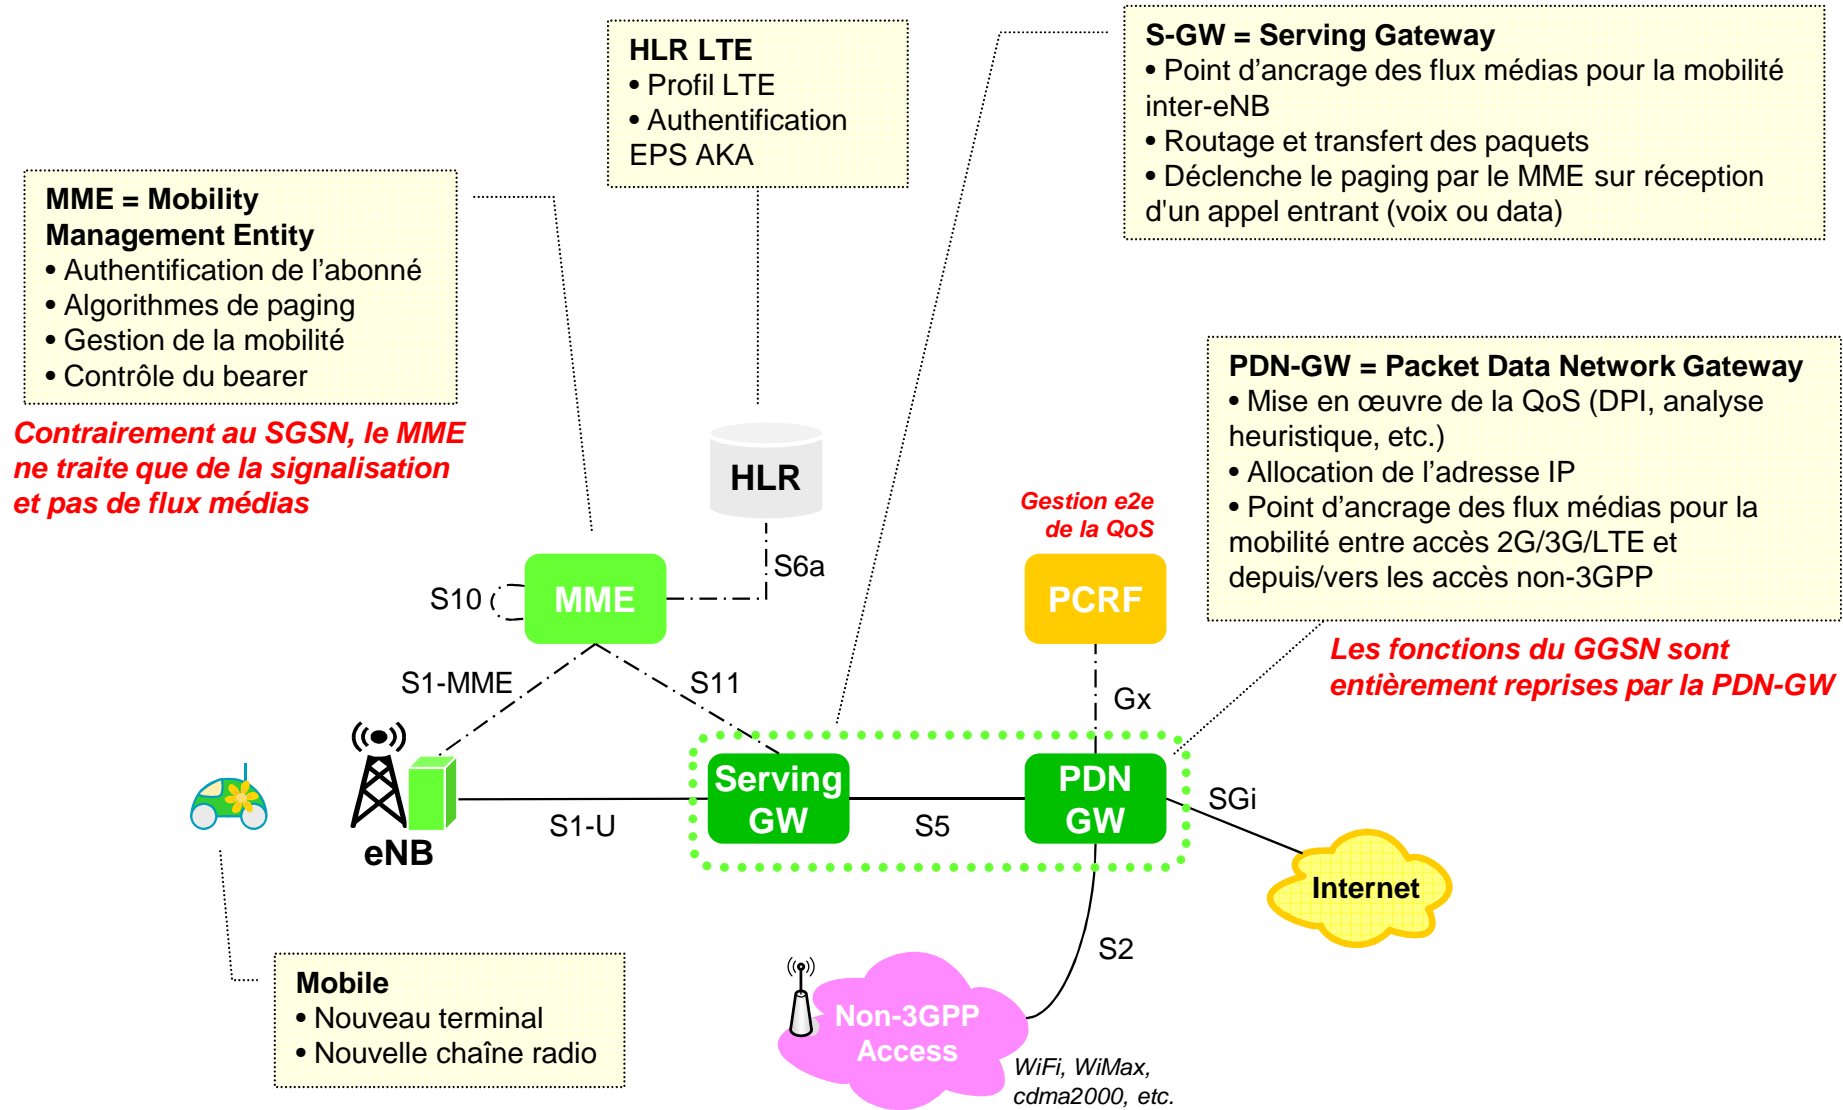 HLR LTE
• Profil LTE
• Authentification
EPS AKA
S-GW = Serving Gateway
• Point d’ancrage des flux médias pour la mobilité
inter-eNB
• Routage et transfert des paquets
• Déclenche le paging par le MME sur réception
d'un appel entrant (voix ou data)
MME = Mobility
Management Entity
• Authentification de l’abonné
• Algorithmes de paging
• Gestion de la mobilité
• Contrôle du bearer
Contrairement au SGSN, le MME
ne traite que de la signalisation
et pas de flux médias
PDN-GW = Packet Data Network Gateway
• Mise en œuvre de la QoS (DPI, analyse
heuristique, etc.)
• Allocation de l’adresse IP
• Point d’ancrage des flux médias pour la
mobilité entre accès 2G/3G/LTE et
depuis/vers les accès non-3GPP
Les fonctions du GGSN sont
entièrement reprises par la PDN-GW
HLR
Gestion e2e
de la QoS
S6a
S10
MME
PCRF
S1-MME
S11
Gx
Serving
GW
PDN
GW
SGi
S1-U
S5
eNB
Internet
S2
Mobile
• Nouveau terminal
• Nouvelle chaîne radio
Non-3GPP
Access
WiFi, WiMax,
cdma2000, etc.